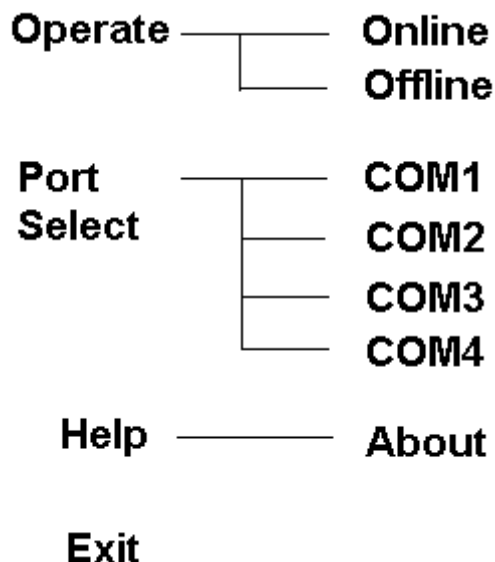 Operate
Online
Offline
Port
Select
COM1
COM2
COM3
COM4
Help
About
Exit